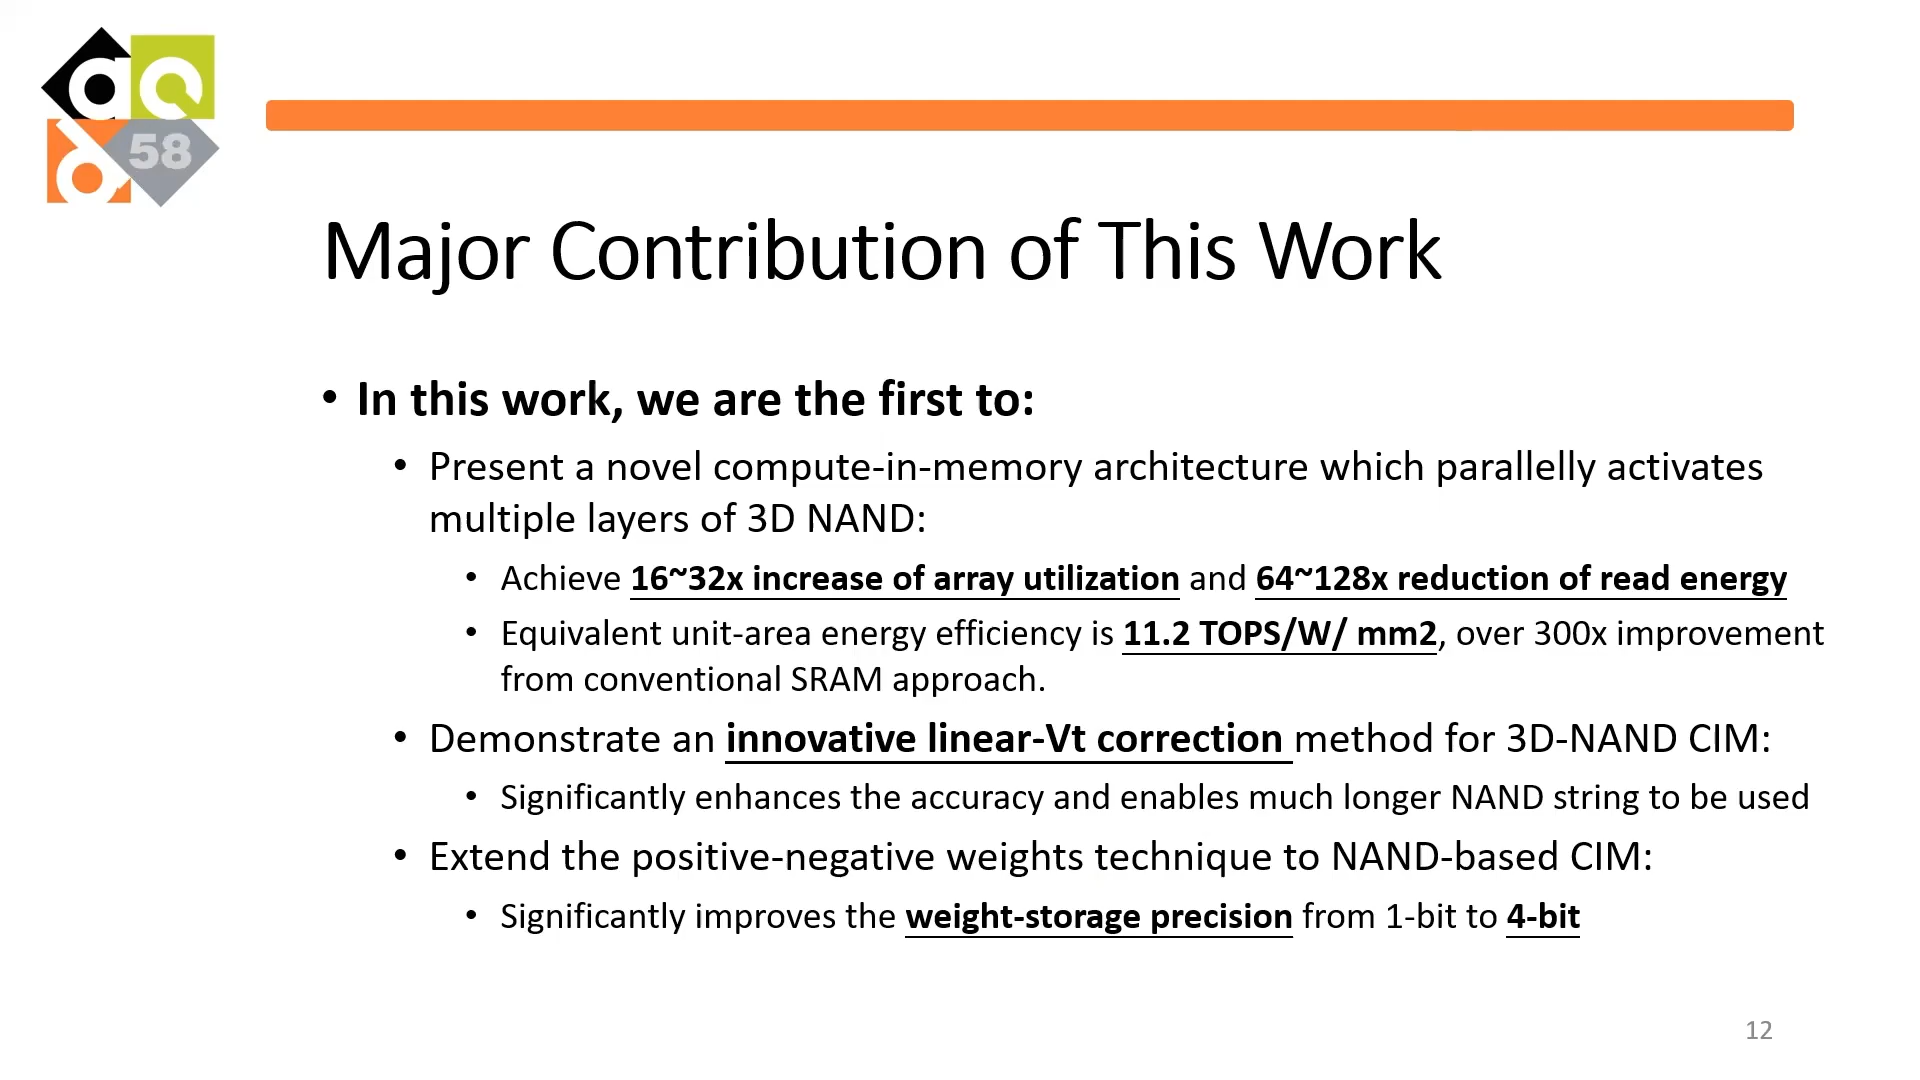 58
Major Contribution of This Work
• In this work, we are the first to:
• Present a novel compute-in-memory architecture which parallelly activates
multiple layers of 3D NAND:
• Achieve 16~32x increase of array utilization and 64~128x reduction of read energy
• Equivalent unit-area energy efficiency is 11.2 TOPS/W/ mm2, over 300x improvement
from conventional SRAM approach.
• Demonstrate an innovative linear-Vt correction method for 3D-NAND CIM:
• Significantly enhances the accuracy and enables much longer NAND string to be used
• Extend the positive-negative weights technique to NAND-based CIM:
• Significantly improves the weight-storage precision from 1-bit to 4-bit
12